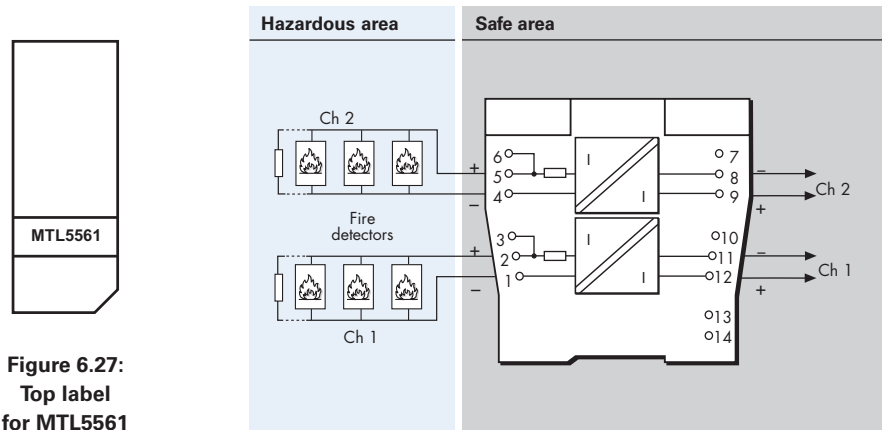 Hazardous area
Safe area
Ch 2
6
5
4
+
–
I
I
7
8
9
–
+
Ch 2
Fire
detectors
3
2
1
+
–
I
I
10
11
12
–
+
Ch 1
Ch 1
13
14
MTL5561
Figure 6.27:
Top label
for MTL5561